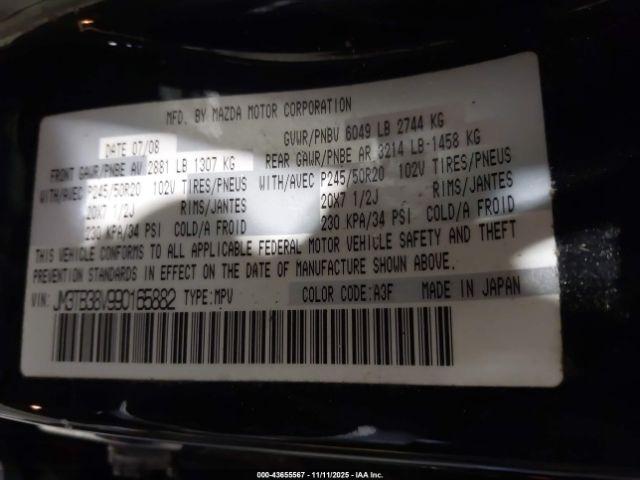 MFD. BY MAZDA MOTOR CORPORATION
DATE 07/08 GVWR/PNBV 6049 LB 2744 KG
FRONT GAWR/PNBE AV 2881 LB 1307 KG REAR GAWR/PNBE AR 3214 LB-1458 KG
WITH/AVEC P245/50R20 102V TIRES/PNEUS WITH/AVEC P245/50R20 102V TIRES/PNEUS
20X7 1/2J RIMS/JANTES 20X7 1/2J RIMS/JANTES
230 KPA/34 PSI COLD/A FROID 230 KPA/34 PSI COLD/A FROID
THIS VEHICLE CONFORMS TO ALL APPLICABLE FEDERAL MOTOR VEHICLE SAFETY AND THEFT
PREVENTION STANDARDS IN EFFECT ON THE DATE OF MANUFACTURE SHOWN ABOVE.
VIN: JM3TB38V990165882 TYPE: MPV COLOR CODE: A3F MADE IN JAPAN
000-43655567 - 11/11/2025 - IAA Inc.